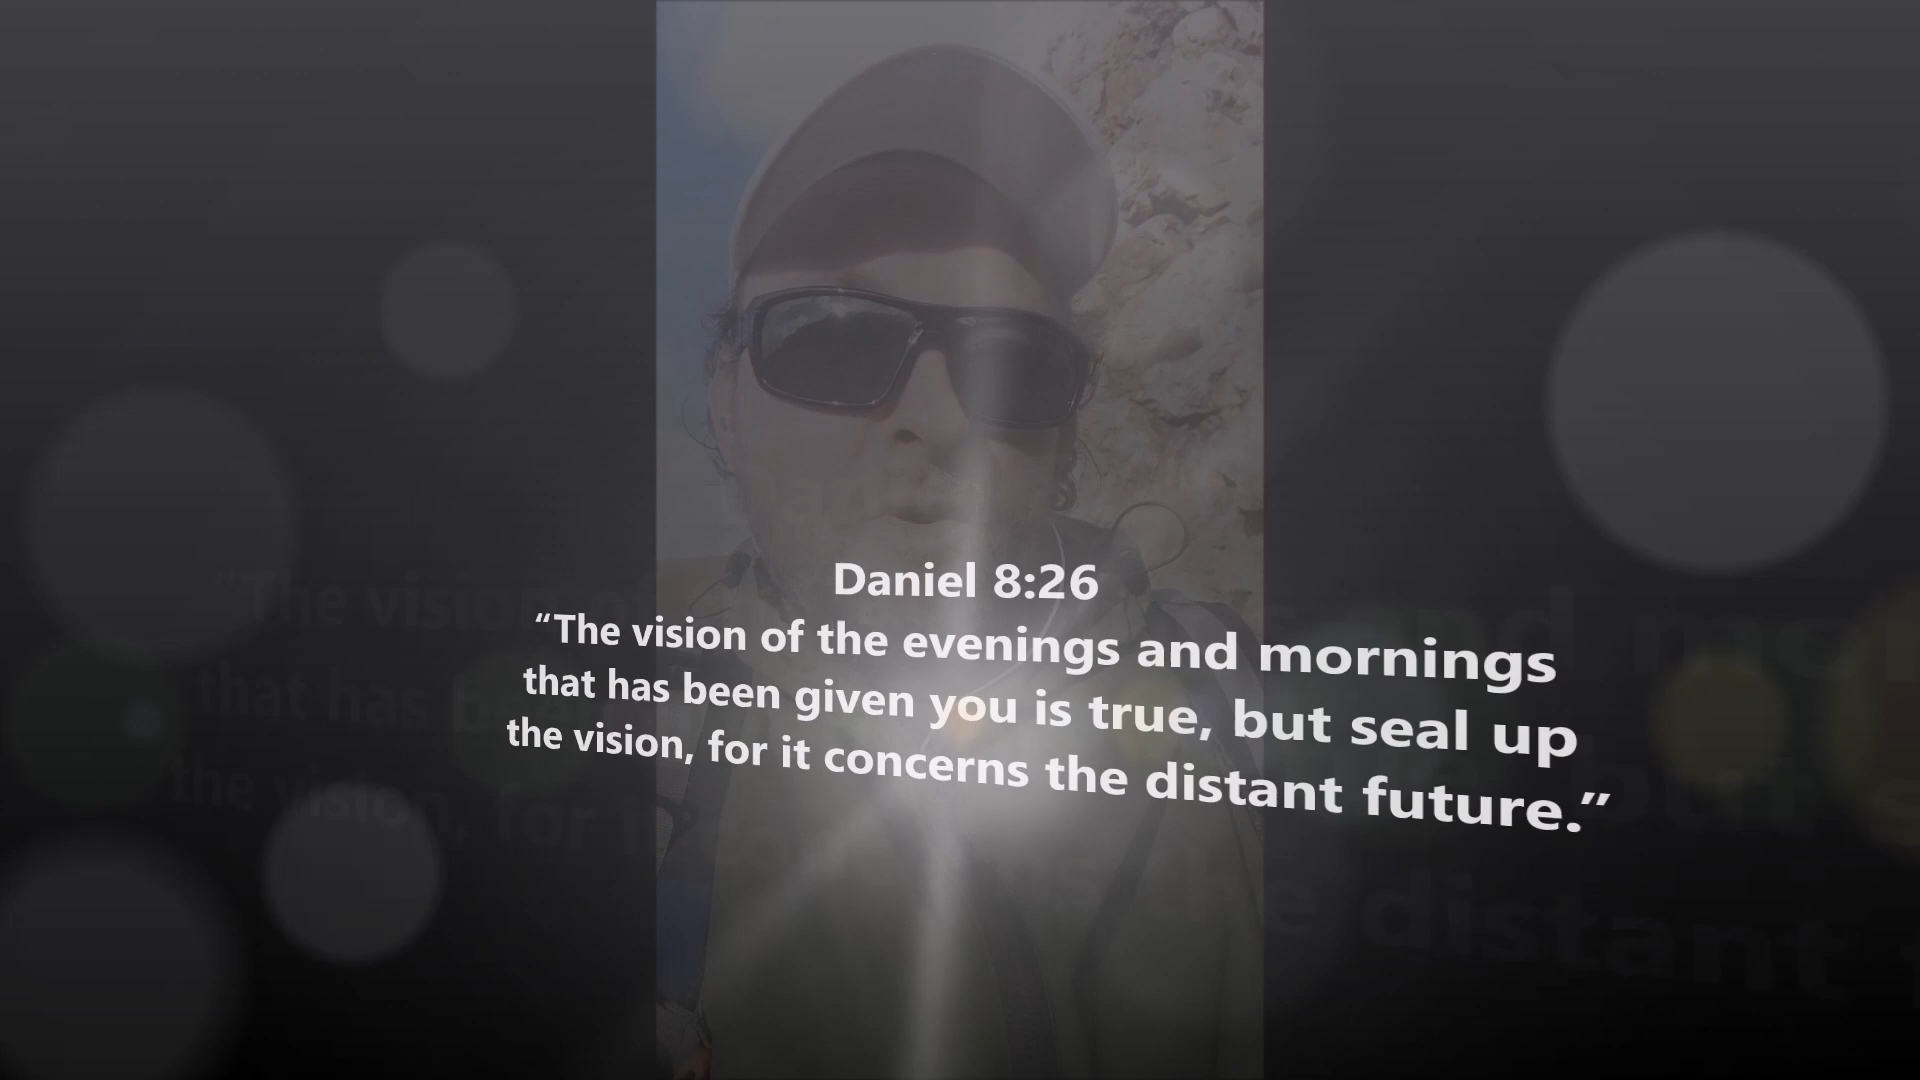 Daniel 8:26
“The vision of the evenings and mornings
that has been given you is true, but seal up
the vision, for it concerns the distant future.”